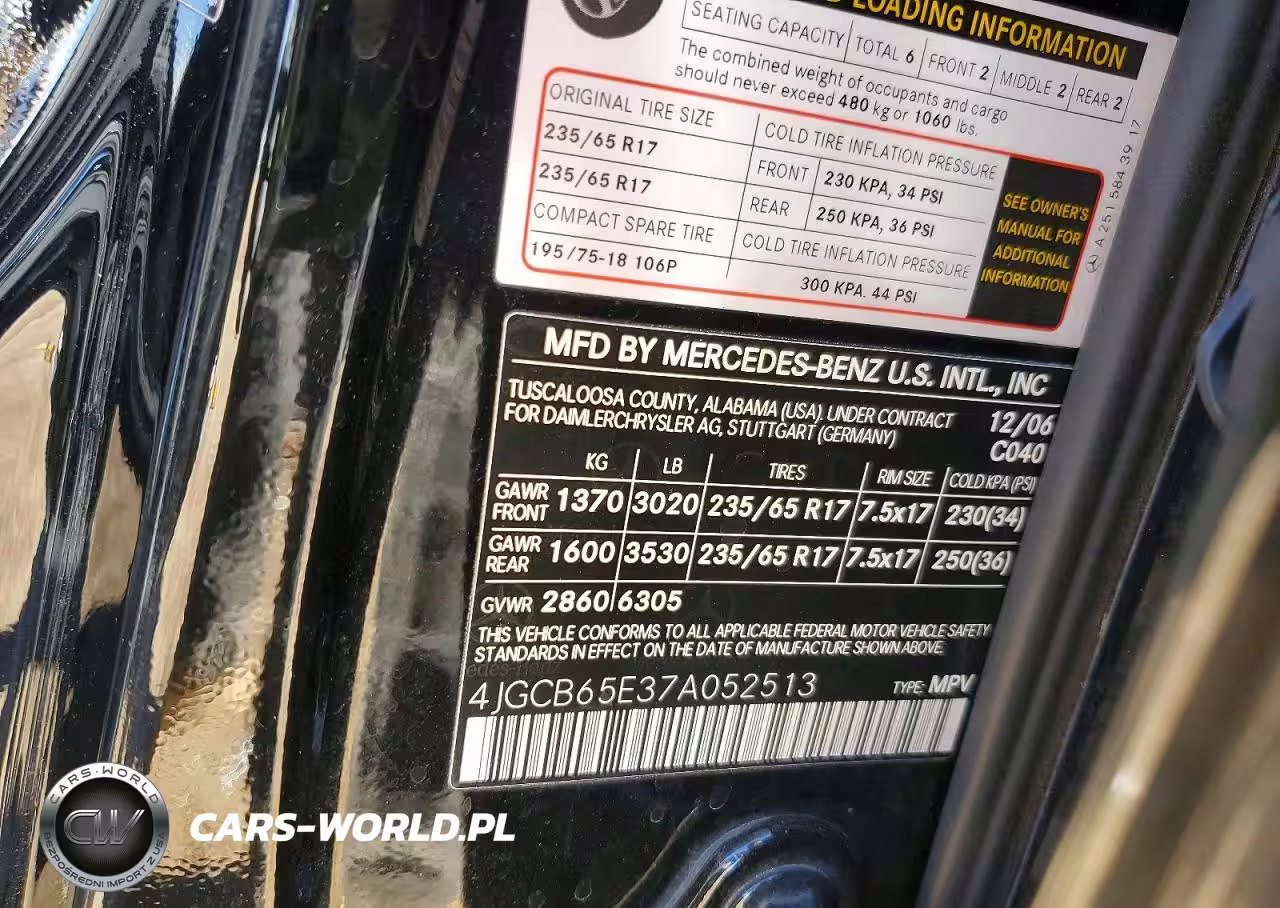 LOADING INFORMATION
SEATING CAPACITY TOTAL 6 FRONT 2 MIDDLE 2 REAR 2
The combined weight of occupants and cargo
should never exceed 480 kg or 1060 lbs.
ORIGINAL TIRE SIZE COLD TIRE INFLATION PRESSURE
235/65 R17 FRONT 230 KPA, 34 PSI
235/65 R17 REAR 250 KPA, 36 PSI
COMPACT SPARE TIRE COLD TIRE INFLATION PRESSURE
195/75-18 106P 300 KPA. 44 PSI
SEE OWNER'S
MANUAL FOR
ADDITIONAL
INFORMATION
A 251 584 39 17
MFD BY MERCEDES-BENZ U.S. INTL., INC
TUSCALOOSA COUNTY, ALABAMA (USA). UNDER CONTRACT 12/06
FOR DAIMLERCHRYSLER AG, STUTTGART (GERMANY) C040
KG LB TIRES RIM SIZE COLD KPA (PSI)
GAWR FRONT 1370 3020 235/65 R17 7.5x17 230(34)
GAWR REAR 1600 3530 235/65 R17 7.5x17 250(36)
GVWR 2860 6305
THIS VEHICLE CONFORMS TO ALL APPLICABLE FEDERAL MOTOR VEHICLE SAFETY
STANDARDS IN EFFECT ON THE DATE OF MANUFACTURE SHOWN ABOVE.
4JGCB65E37A052513 TYPE: MPV
CARS-WORLD
CW
BEZPOŚREDNI IMPORT Z USA
CARS-WORLD.PL